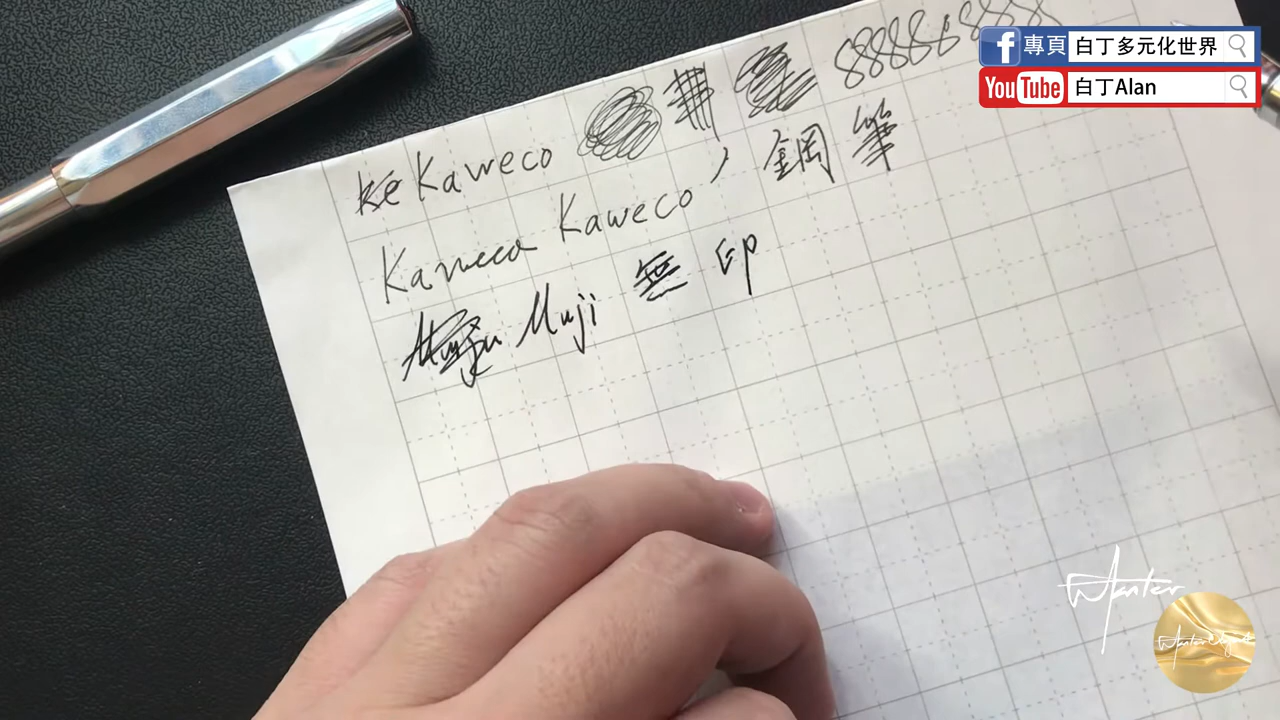 專頁 白丁多元化世界
YouTube 白丁Alan
Ke Kaweco 88888888
Kaweco Kaweco, 鋼筆
Muji 無印